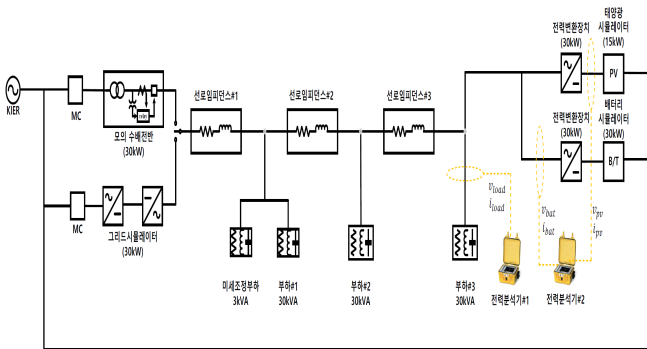 KIER
MC
모의 수배전반
(30kW)
MC
그리드시뮬레이터
(30kW)
선로임피던스#1
선로임피던스#2
선로임피던스#3
미세조정부하
3kVA
부하#1
30kVA
부하#2
30kVA
부하#3
30kVA
v_load
i_load
전력분석기#1
v_bat
i_bat
전력분석기#2
v_pv
i_pv
전력변환장치
(30kW)
태양광
시뮬레이터
(15kW)
PV
전력변환장치
(30kW)
배터리
시뮬레이터
(30kW)
B/T